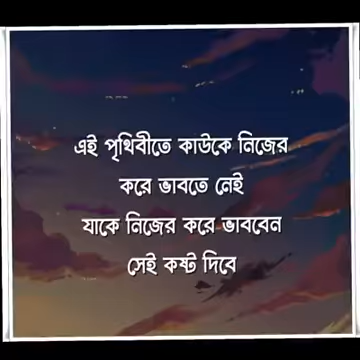 এই পৃথিবীতে কাউকে নিজের
করে ভাবতে নেই
যাকে নিজের করে ভাববেন
সেই কষ্ট দিবে